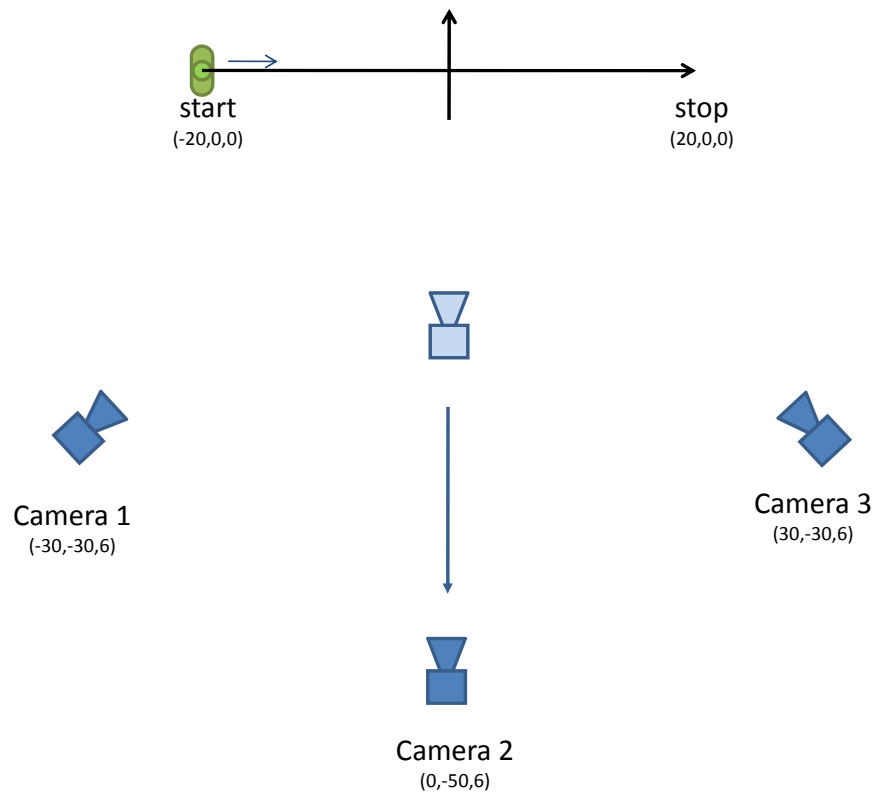 start
(-20,0,0)
stop
(20,0,0)
Camera 1
(-30,-30,6)
Camera 3
(30,-30,6)
Camera 2
(0,-50,6)